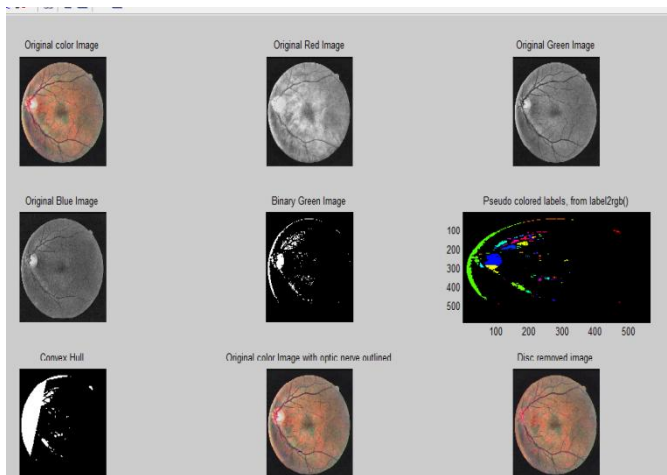 Original color Image
Original Red Image
Original Green Image
Original Blue Image
Binary Green Image
Pseudo colored labels, from label2rgb()
100
200
300
400
500
100 200 300 400 500
Convex Hull
Original color Image with optic nerve outlined
Disc removed image